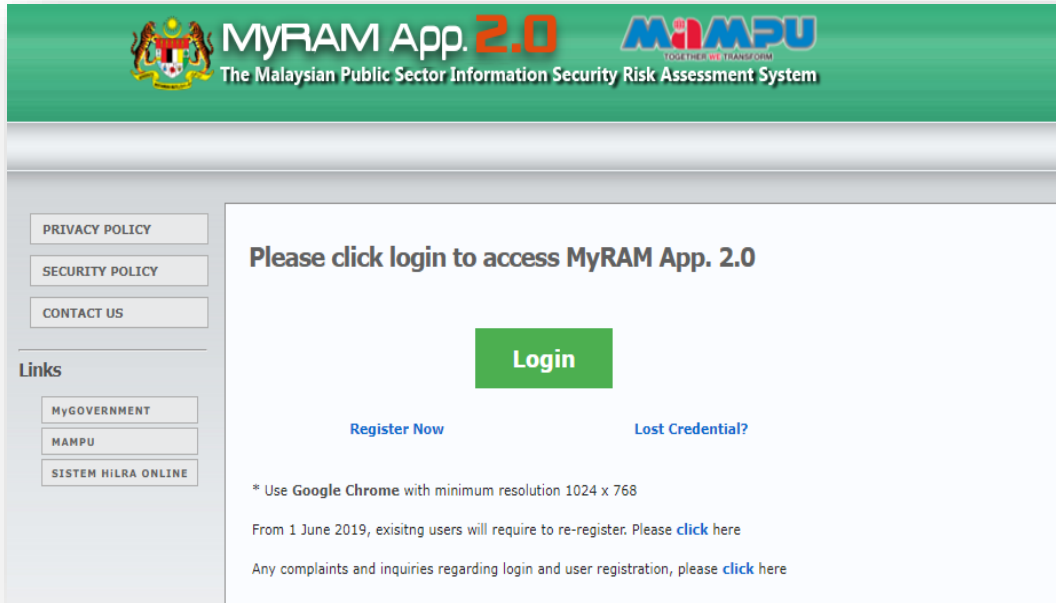 MyRAM App. 2.0
MAMPU
TOGETHER WE TRANSFORM
The Malaysian Public Sector Information Security Risk Assessment System
PRIVACY POLICY
SECURITY POLICY
CONTACT US
Links
MyGOVERNMENT
MAMPU
SISTEM HiLRA ONLINE
Please click login to access MyRAM App. 2.0
Login
Register Now
Lost Credential?
* Use Google Chrome with minimum resolution 1024 x 768
From 1 June 2019, exisitng users will require to re-register. Please click here
Any complaints and inquiries regarding login and user registration, please click here